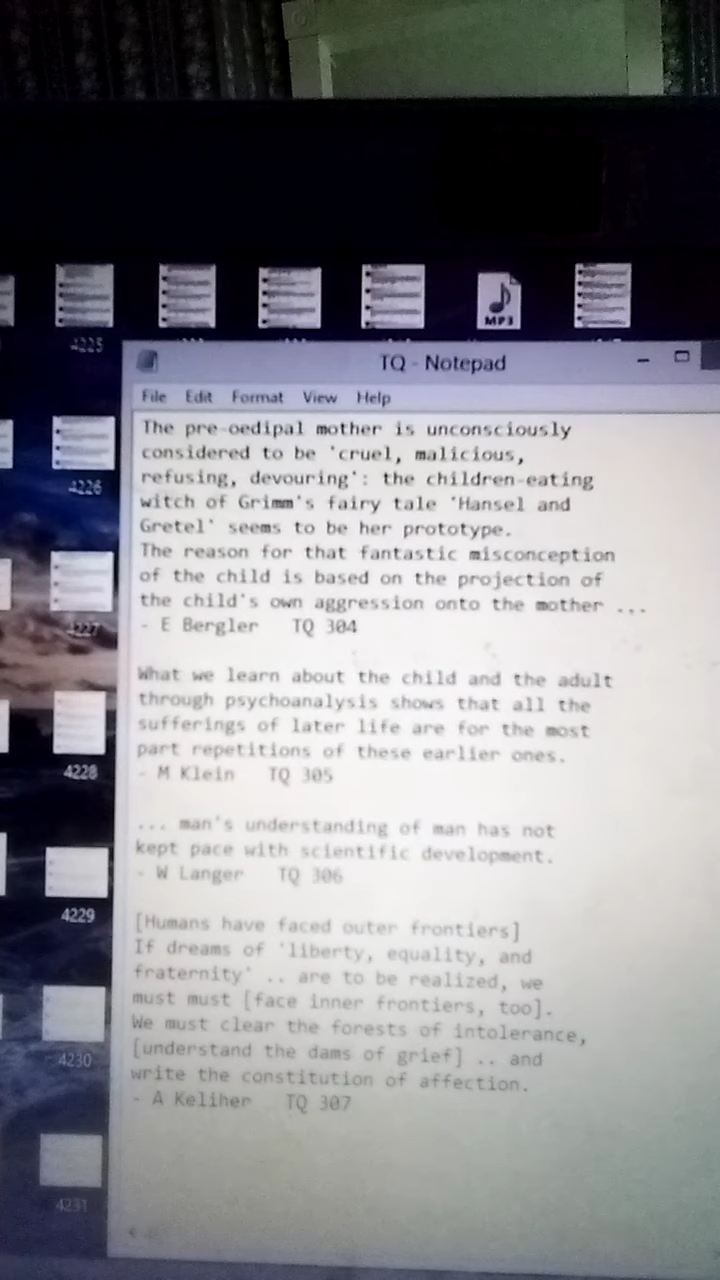 4225
MP3
TQ - Notepad
File Edit Format View Help
The pre-oedipal mother is unconsciously
considered to be 'cruel, malicious,
refusing, devouring': the children-eating
witch of Grimm's fairy tale 'Hansel and
Gretel' seems to be her prototype.
The reason for that fantastic misconception
of the child is based on the projection of
the child's own aggression onto the mother ...
- E Bergler TQ 304
What we learn about the child and the adult
through psychoanalysis shows that all the
sufferings of later life are for the most
part repetitions of these earlier ones.
- M Klein TQ 305
... man's understanding of man has not
kept pace with scientific development.
- W Langer TQ 306
[Humans have faced outer frontiers]
If dreams of 'liberty, equality, and
fraternity' .. are to be realized, we
must must [face inner frontiers, too].
We must clear the forests of intolerance,
[understand the dams of grief] .. and
write the constitution of affection.
- A Keliher TQ 307
4226
4227
4228
4229
4230
4231